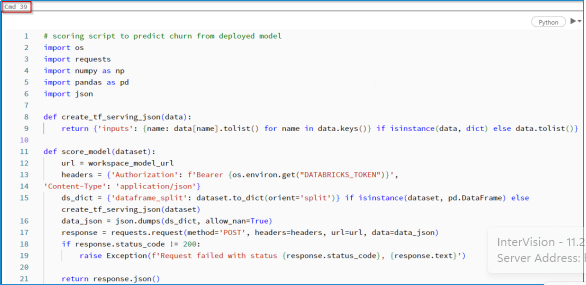 Cmd 39
Python
1 # scoring script to predict churn from deployed model
2 import os
3 import requests
4 import numpy as np
5 import pandas as pd
6 import json
7
8 def create_tf_serving_json(data):
9 return {'inputs': {name: data[name].tolist() for name in data.keys()} if isinstance(data, dict) else data.tolist()}
10
11 def score_model(dataset):
12 url = workspace_model_url
13 headers = {'Authorization': f'Bearer {os.environ.get("DATABRICKS_TOKEN")}',
14 'Content-Type': 'application/json'}
15 ds_dict = {'dataframe_split': dataset.to_dict(orient='split')} if isinstance(dataset, pd.DataFrame) else
create_tf_serving_json(dataset)
16 data_json = json.dumps(ds_dict, allow_nan=True)
17 response = requests.request(method='POST', headers=headers, url=url, data=data_json)
18 if response.status_code != 200:
19 raise Exception(f'Request failed with status {response.status_code}, {response.text}')
20
21 return response.json()
InterVision - 11.2
Server Address: